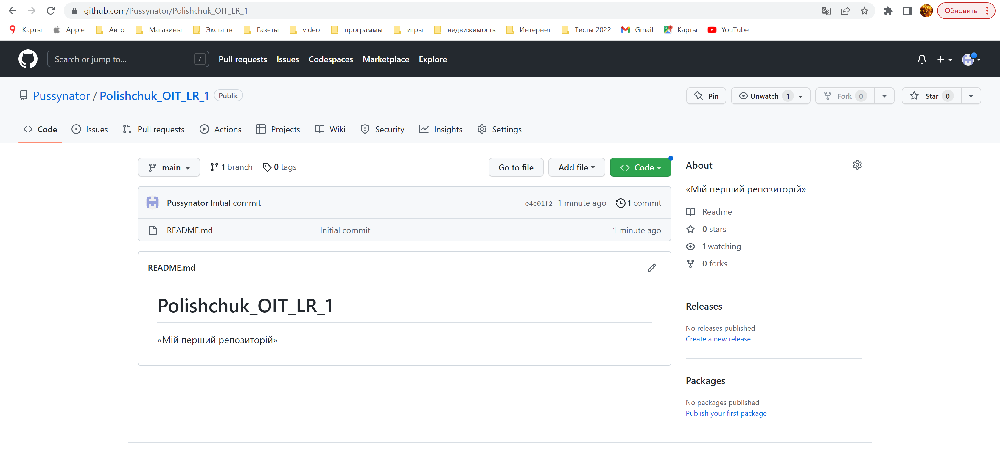 github.com/Pussynator/Polishchuk_OIT_LR_1
Обновить
Карты Apple Авто Магазины Экста тв Газеты video программы игры недвижимость Интернет Тесты 2022 Gmail Карты YouTube
Search or jump to... / Pull requests Issues Codespaces Marketplace Explore
Pussynator / Polishchuk_OIT_LR_1 Public
Pin Unwatch 1 Fork 0 Star 0
Code Issues Pull requests Actions Projects Wiki Security Insights Settings
main 1 branch 0 tags Go to file Add file Code
Pussynator Initial commit e4e01f2 1 minute ago 1 commit
README.md Initial commit 1 minute ago
README.md
Polishchuk_OIT_LR_1
«Мій перший репозиторій»
About
«Мій перший репозиторій»
Readme
0 stars
1 watching
0 forks
Releases
No releases published
Create a new release
Packages
No packages published
Publish your first package